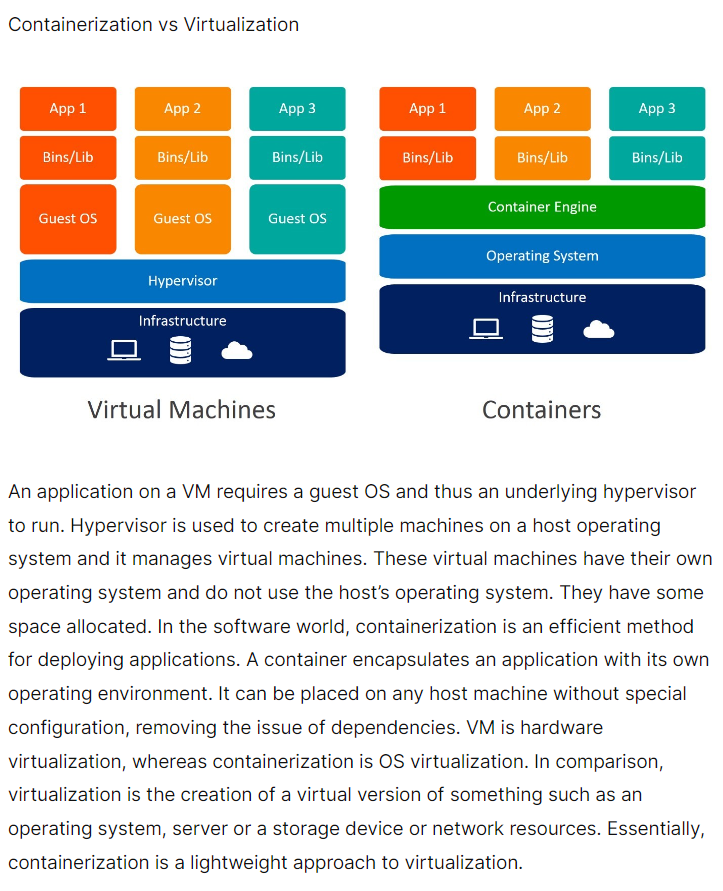 Containerization vs Virtualization
App 1 App 2 App 3 App 1 App 2 App 3
Bins/Lib Bins/Lib Bins/Lib Bins/Lib Bins/Lib Bins/Lib
Guest OS Guest OS Guest OS Container Engine
Hypervisor Operating System
Infrastructure Infrastructure
Virtual Machines Containers
An application on a VM requires a guest OS and thus an underlying hypervisor
to run. Hypervisor is used to create multiple machines on a host operating
system and it manages virtual machines. These virtual machines have their own
operating system and do not use the host’s operating system. They have some
space allocated. In the software world, containerization is an efficient method
for deploying applications. A container encapsulates an application with its own
operating environment. It can be placed on any host machine without special
configuration, removing the issue of dependencies. VM is hardware
virtualization, whereas containerization is OS virtualization. In comparison,
virtualization is the creation of a virtual version of something such as an
operating system, server or a storage device or network resources. Essentially,
containerization is a lightweight approach to virtualization.